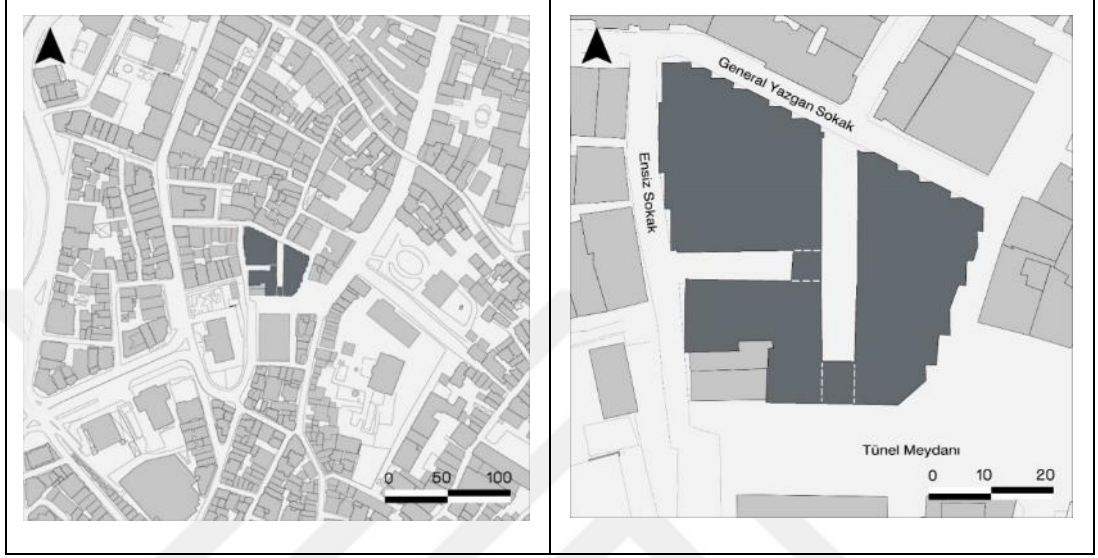 0 50 100
General Yazgan Sokak
Ensiz Sokak
Tünel Meydanı
0 10 20